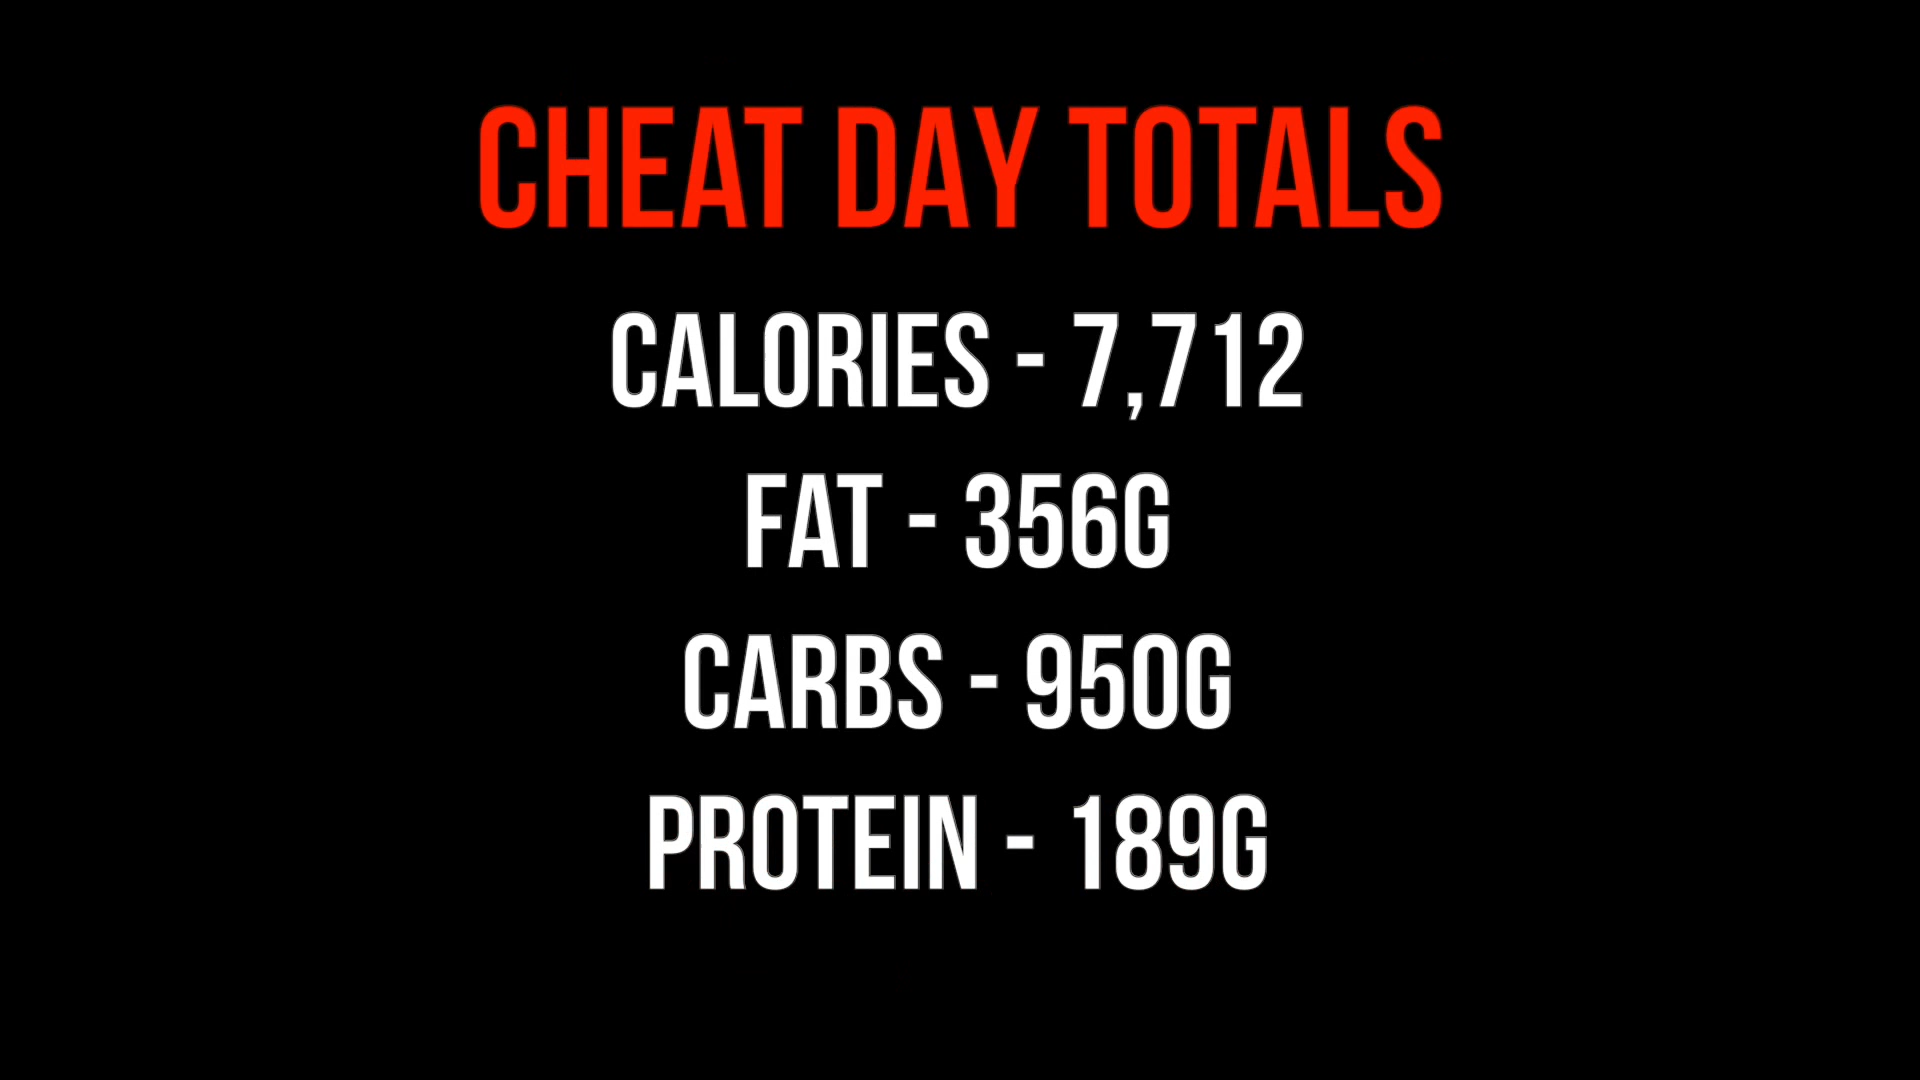 CHEAT DAY TOTALS
CALORIES - 7,712
FAT - 356G
CARBS - 950G
PROTEIN - 189G